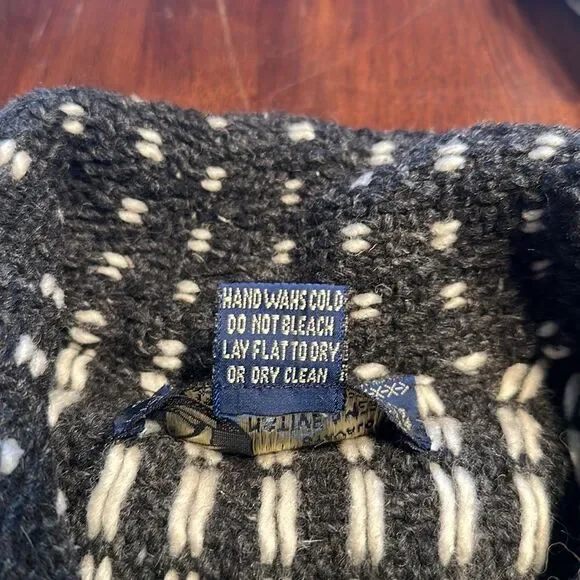 HAND WAHS COLD
DO NOT BLEACH
LAY FLAT TO DRY
OR DRY CLEAN